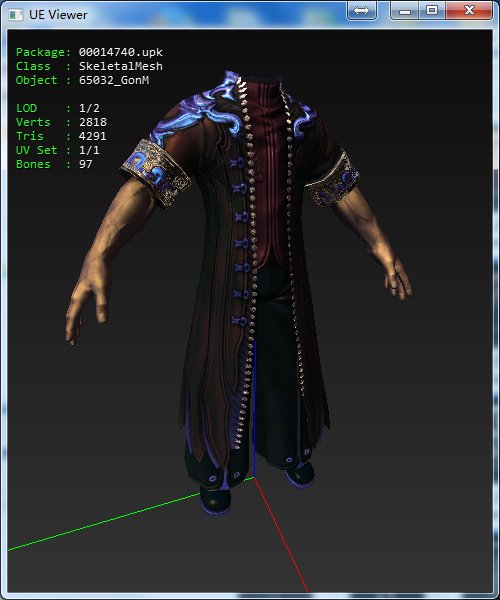 UE Viewer
Package: 00014740.upk
Class : SkeletalMesh
Object : 65032_GonM
LOD : 1/2
Verts : 2818
Tris : 4291
UV Set : 1/1
Bones : 97